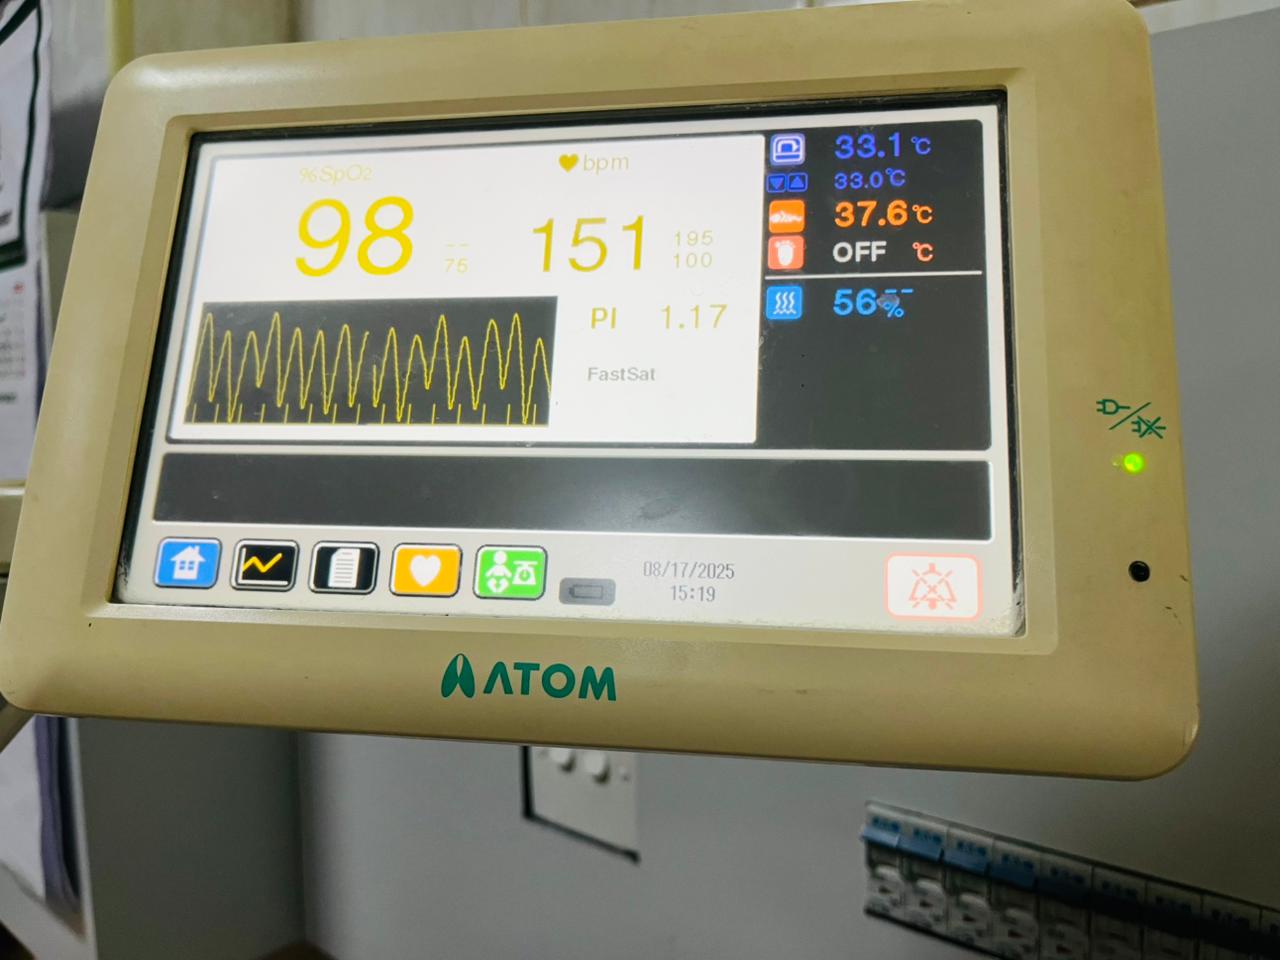 %SpO2
98
--
75
bpm
151
195
100
PI 1.17
FastSat
33.1 ℃
33.0℃
37.6 ℃
OFF ℃
56 -- %
08/17/2025
15:19
ATOM